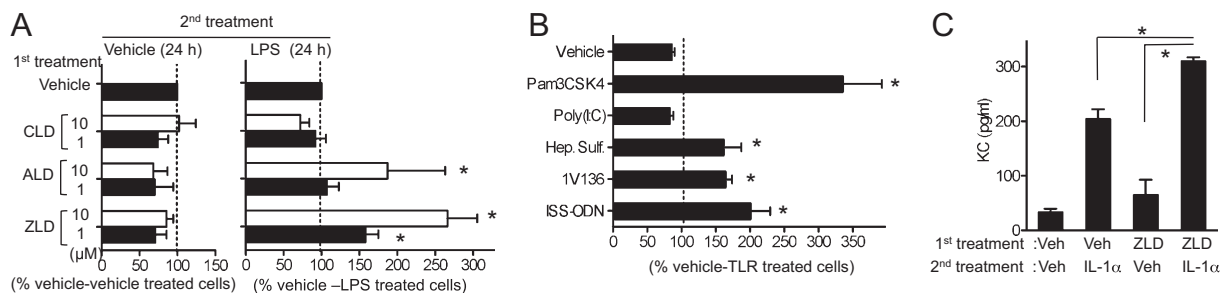 A
2nd treatment
Vehicle (24 h)
LPS (24 h)
1st treatment
Vehicle
CLD
10
1
ALD
10
1
ZLD
10
1
(μM)
0 50 100 150
0 50 100 150 200 250 300
(% vehicle-vehicle treated cells)
(% vehicle –LPS treated cells)
*
*
*
B
Vehicle
Pam3CSK4
*
Poly(I:C)
Hep. Sulf.
*
1V136
*
ISS-ODN
*
0 50 100 150 200 250 300 350
(% vehicle-TLR treated cells)
C
*
*
KC (pg/ml)
300
200
100
0
1st treatment :Veh Veh ZLD ZLD
2nd treatment :Veh IL-1α Veh IL-1α